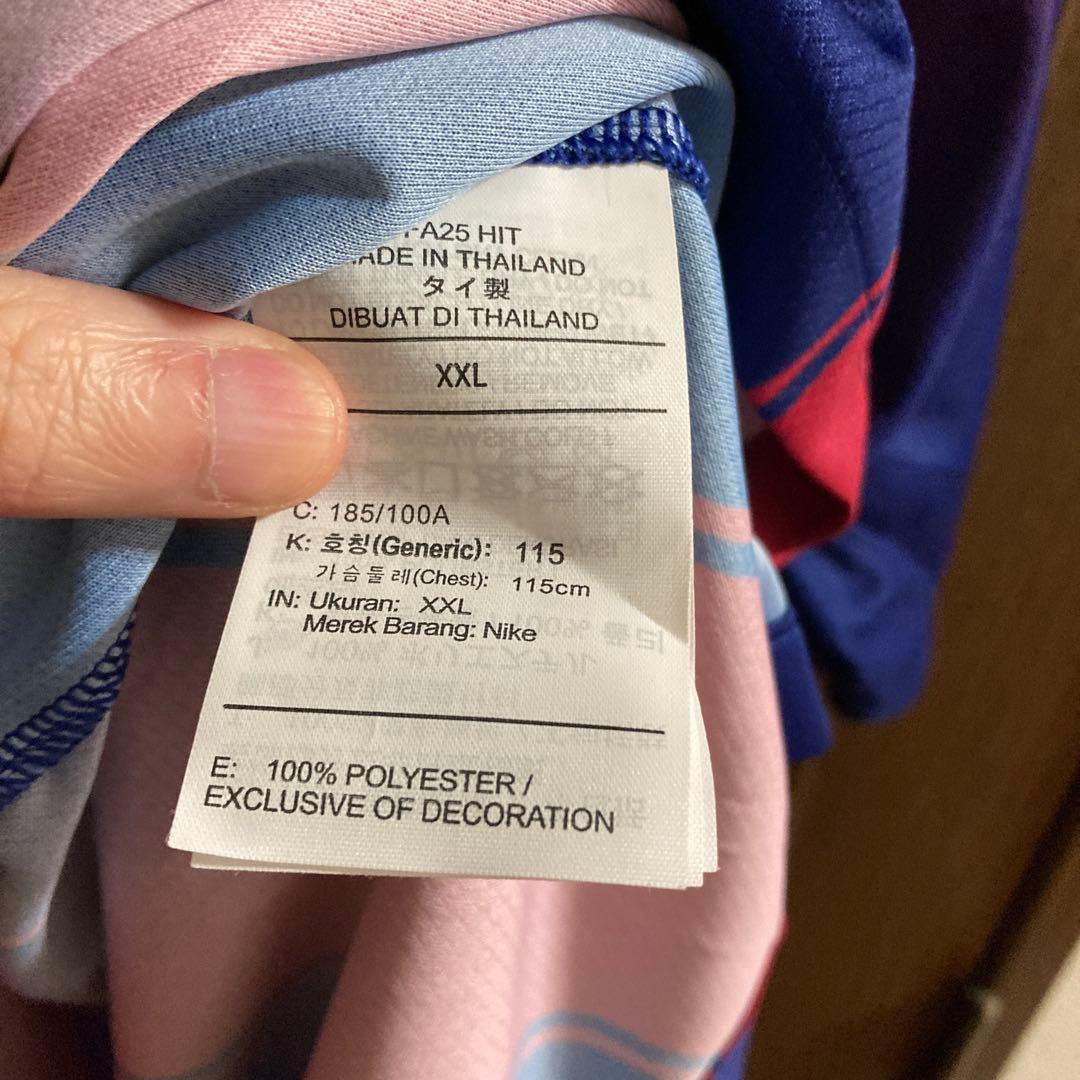 A25 HIT
MADE IN THAILAND
タイ製
DIBUAT DI THAILAND
XXL
C: 185/100A
K: 호칭(Generic): 115
가슴둘레(Chest): 115cm
IN: Ukuran: XXL
Merek Barang: Nike
E: 100% POLYESTER /
EXCLUSIVE OF DECORATION